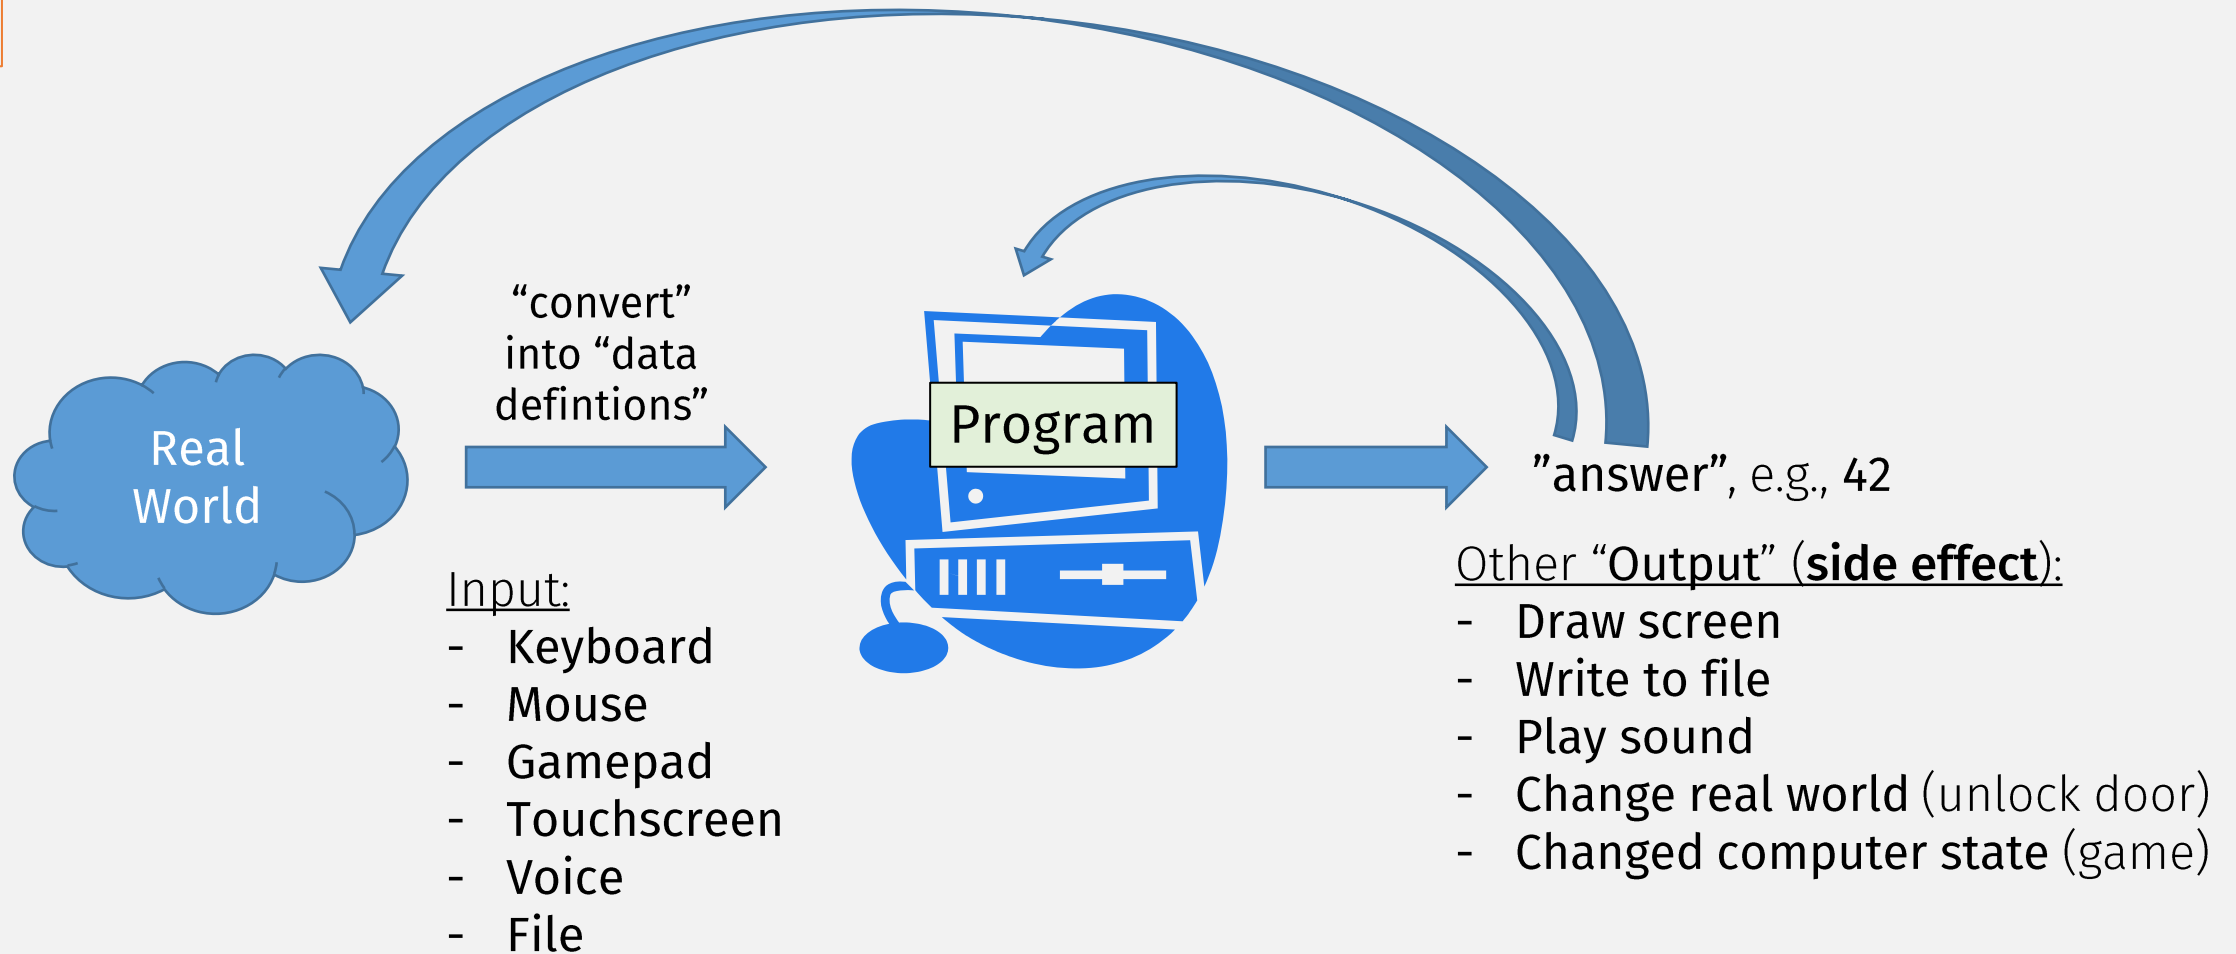 “convert”
into “data
defintions”
Real
World
Program
”answer”, e.g., 42
Input:
- Keyboard
- Mouse
- Gamepad
- Touchscreen
- Voice
- File
Other “Output” (side effect):
- Draw screen
- Write to file
- Play sound
- Change real world (unlock door)
- Changed computer state (game)